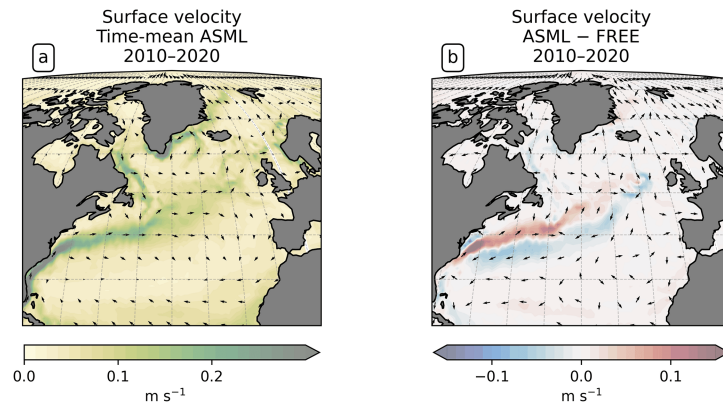 Surface velocity
Time-mean ASML
2010–2020
a
0.0 0.1 0.2
m s⁻¹
Surface velocity
ASML − FREE
2010–2020
b
−0.1 0.0 0.1
m s⁻¹